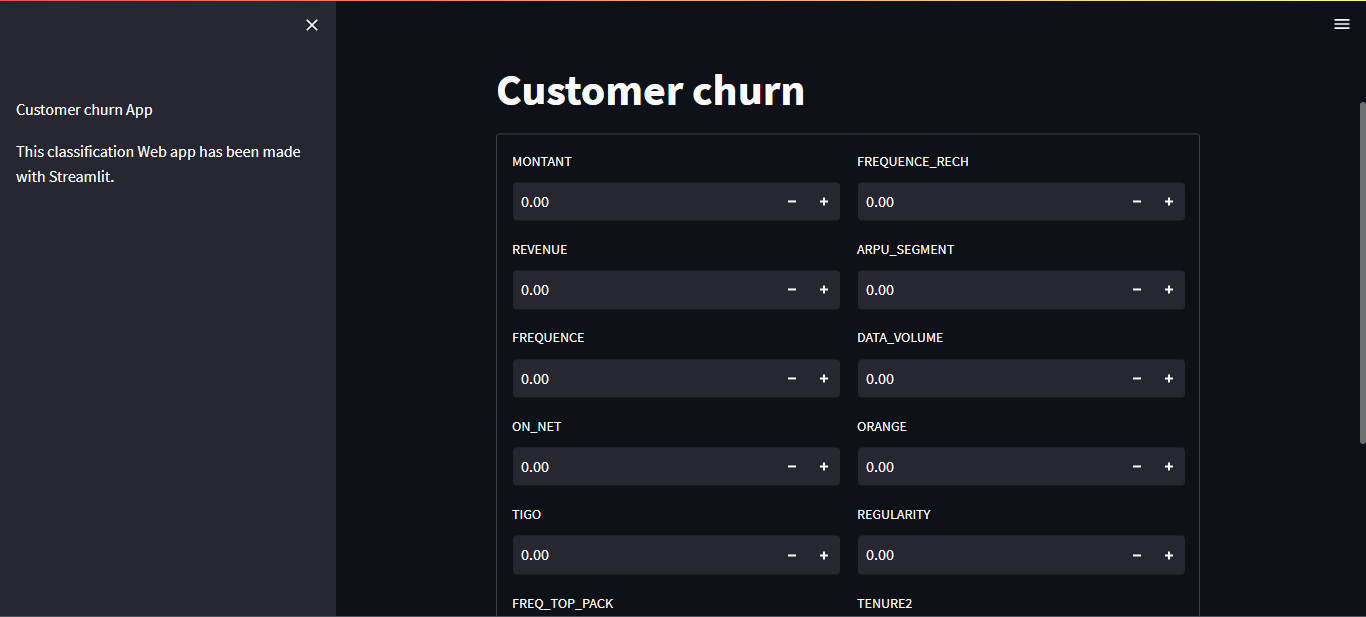 Customer churn App
This classification Web app has been made
with Streamlit.
Customer churn
MONTANT
0.00
FREQUENCE_RECH
0.00
REVENUE
0.00
ARPU_SEGMENT
0.00
FREQUENCE
0.00
DATA_VOLUME
0.00
ON_NET
0.00
ORANGE
0.00
TIGO
0.00
REGULARITY
0.00
FREQ_TOP_PACK
TENURE2